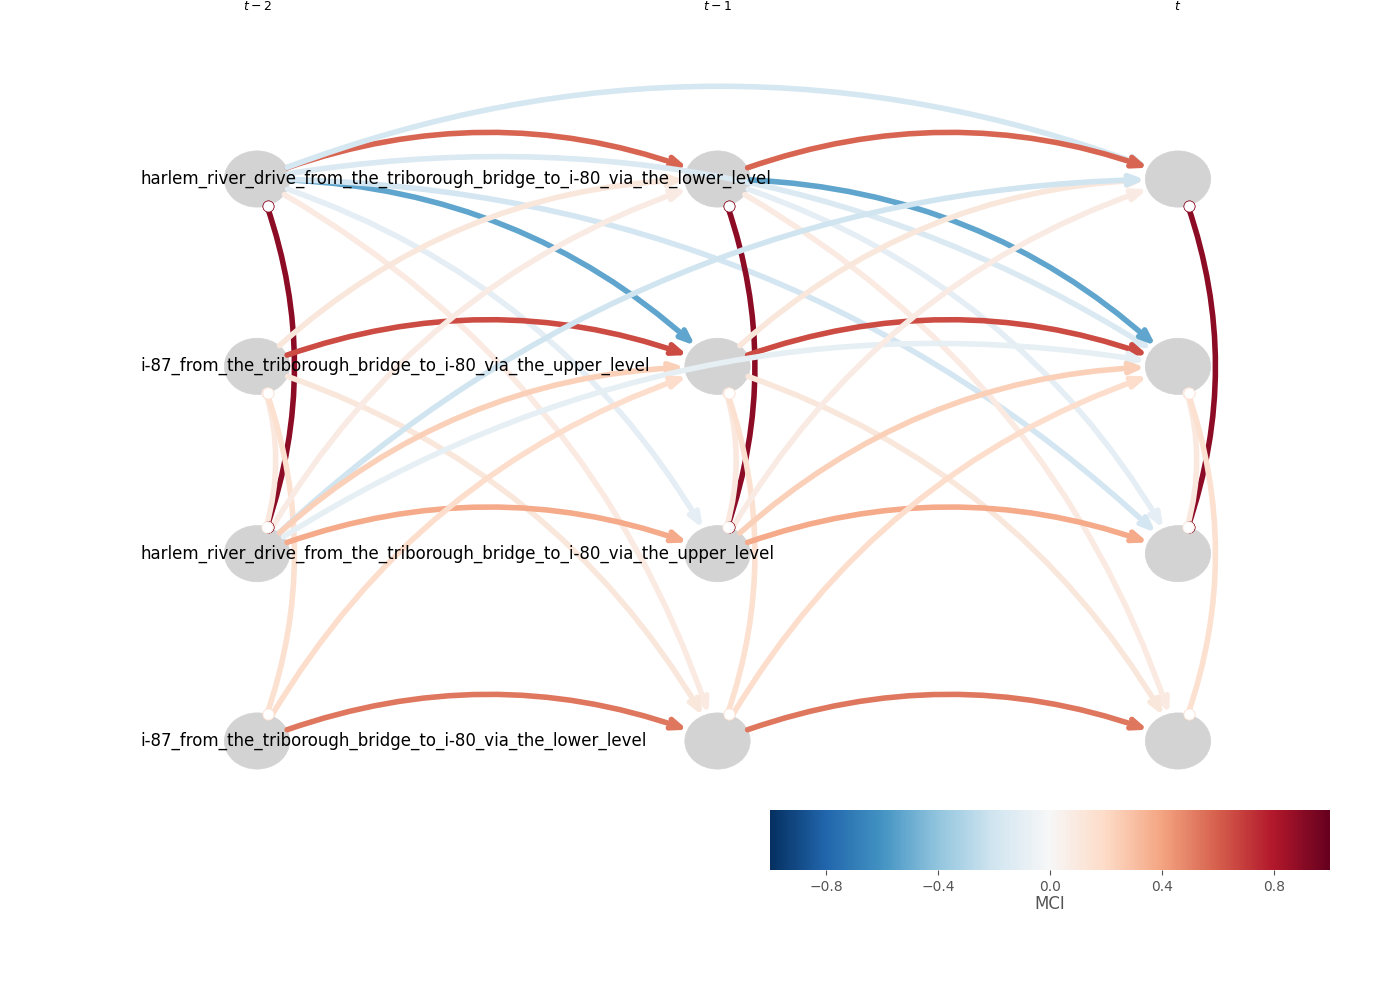 t − 2 t − 1 t
harlem_river_drive_from_the_triborough_bridge_to_i-80_via_the_lower_level
i-87_from_the_triborough_bridge_to_i-80_via_the_upper_level
harlem_river_drive_from_the_triborough_bridge_to_i-80_via_the_upper_level
i-87_from_the_triborough_bridge_to_i-80_via_the_lower_level
−0.8 −0.4 0.0 0.4 0.8
MCI